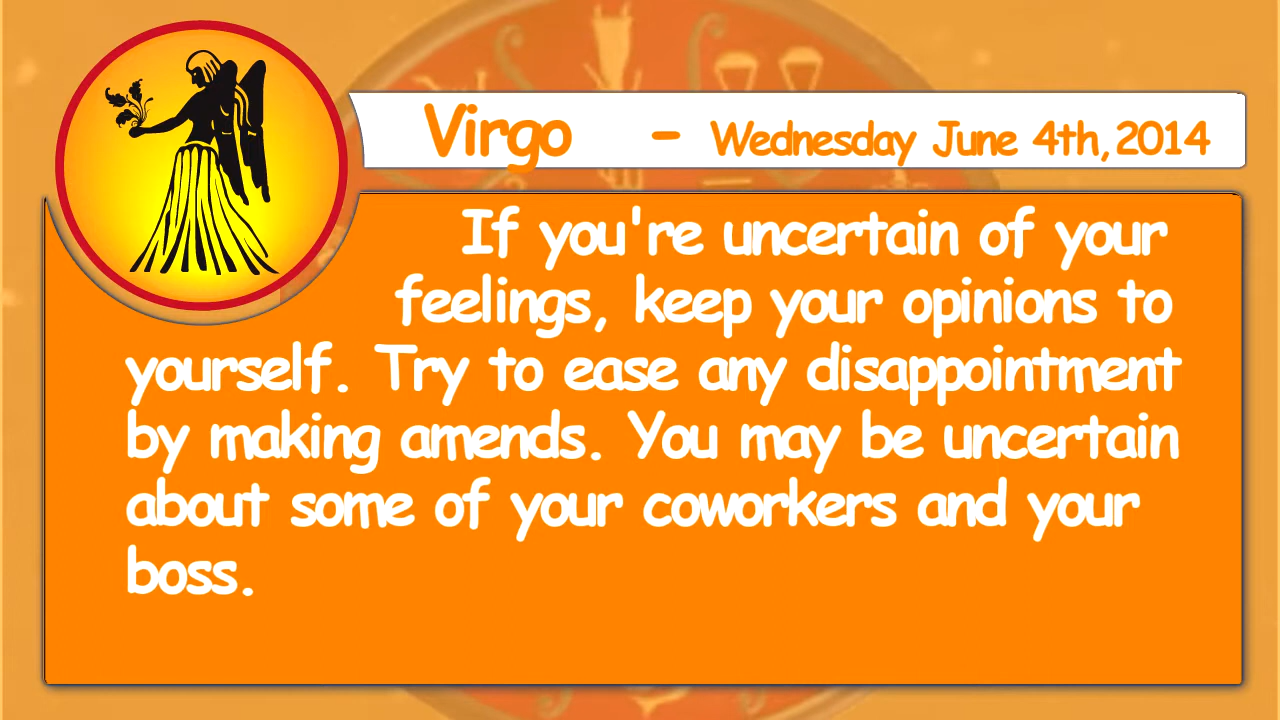 Virgo - Wednesday June 4th, 2014
If you're uncertain of your
feelings, keep your opinions to
yourself. Try to ease any disappointment
by making amends. You may be uncertain
about some of your coworkers and your
boss.